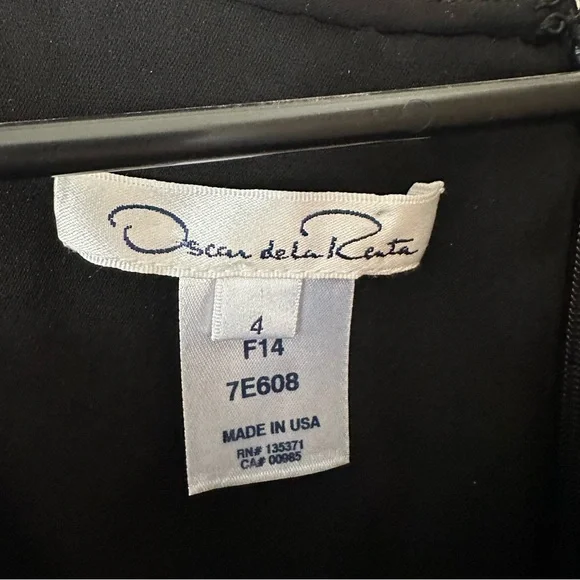 Oscar de la Renta
4
F14
7E608
MADE IN USA
RN# 135371
CA# 00985